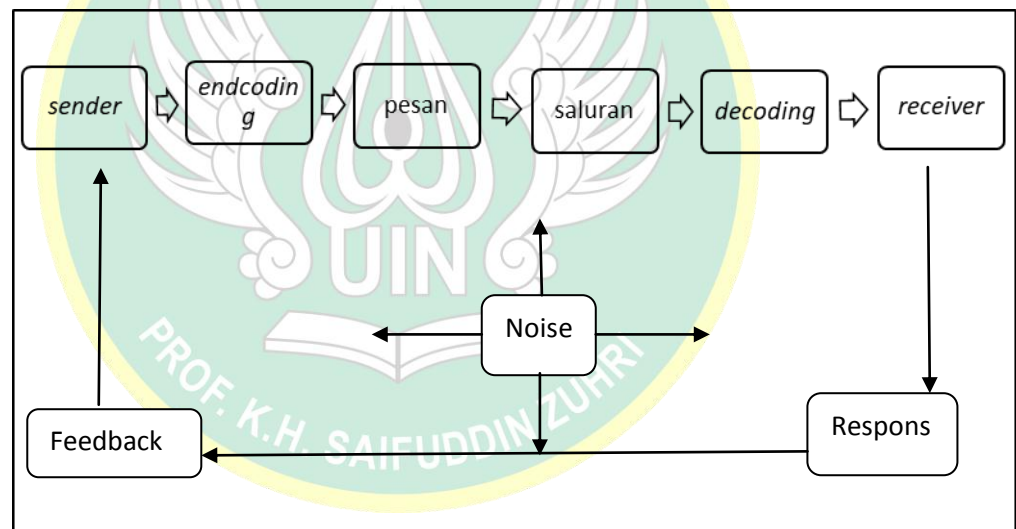 sender
endcodin
g
pesan
saluran
decoding
receiver
UIN
Noise
PROF. K.H. SAIFUDDIN ZUHRI
Feedback
Respons